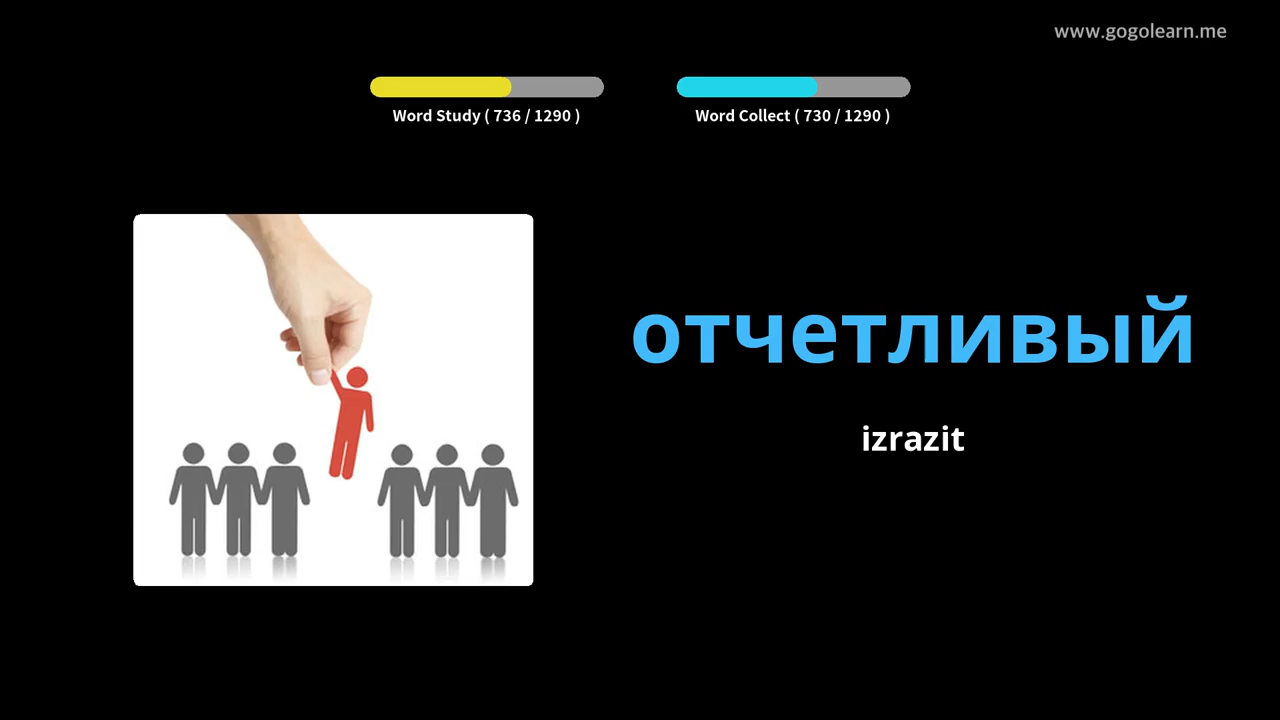 www.gogolearn.me
Word Study ( 736 / 1290 )
Word Collect ( 730 / 1290 )
отчетливый
izrazit